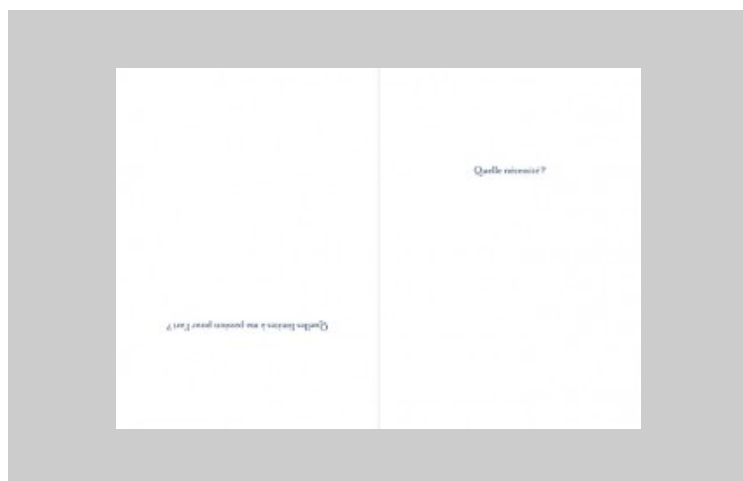 Quelles limites à ma passion pour l'art ?
Quelle nécessité ?